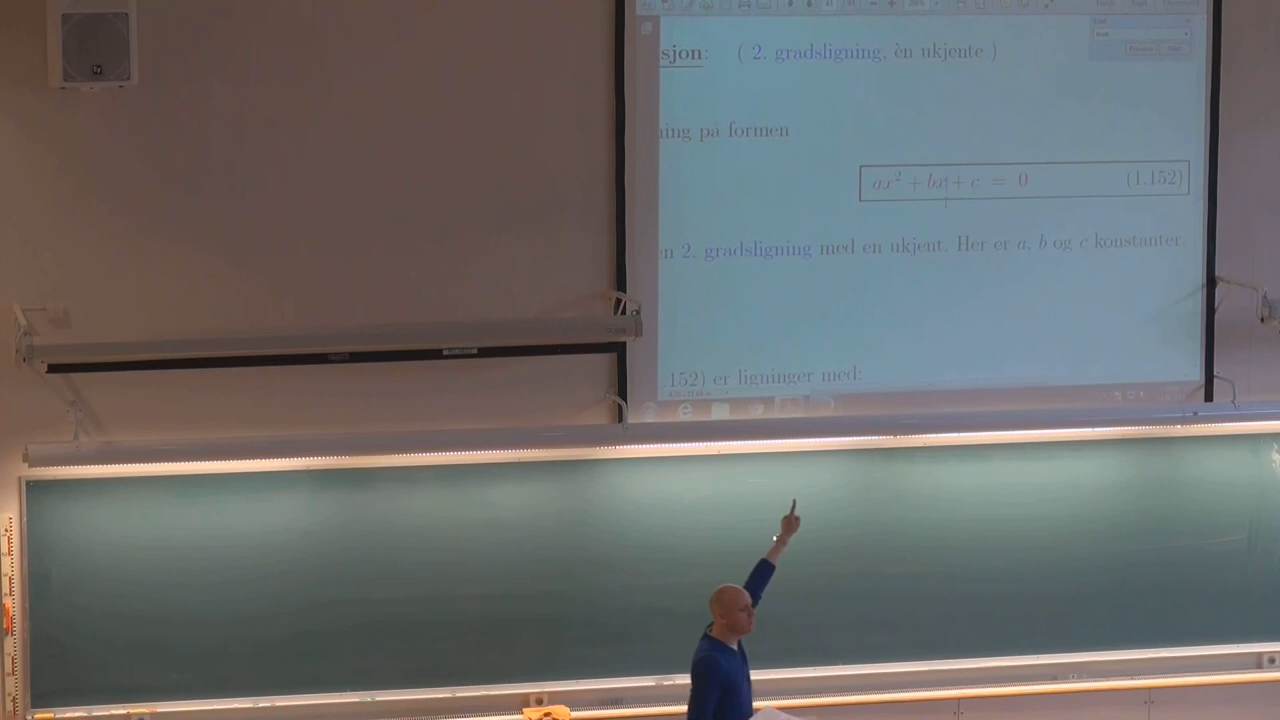 sjon: ( 2. gradsligning, èn ukjente )
ning på formen
ax² + bx + c = 0 (1.152)
en 2. gradsligning med en ukjent. Her er a, b og c konstanter.
.152) er ligninger med: